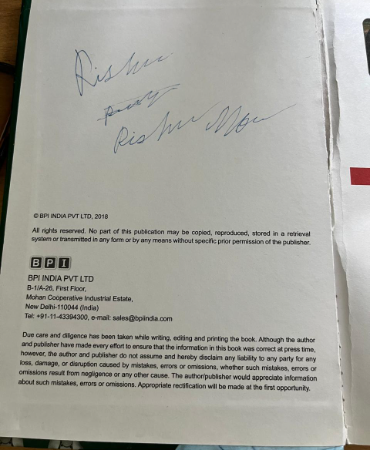 Rishu
Rishu
© BPI INDIA PVT LTD, 2018
All rights reserved. No part of this publication may be copied, reproduced, stored in a retrieval
system or transmitted in any form or by any means without specific prior permission of the publisher.
BPI
BPI INDIA PVT LTD
B-1/A-26, First Floor,
Mohan Cooperative Industrial Estate,
New Delhi-110044 (India)
Tel: +91-11-43394300, e-mail: sales@bpiindia.com
Due care and diligence has been taken while writing, editing and printing the book. Although the author
and publisher have made every effort to ensure that the information in this book was correct at press time,
however, the author and publisher do not assume and hereby disclaim any liability to any party for any
loss, damage, or disruption caused by mistakes, errors or omissions, whether such mistakes, errors or
omissions result from negligence or any other cause. The author/publisher would appreciate information
about such mistakes, errors or omissions. Appropriate rectification will be made at the first opportunity.